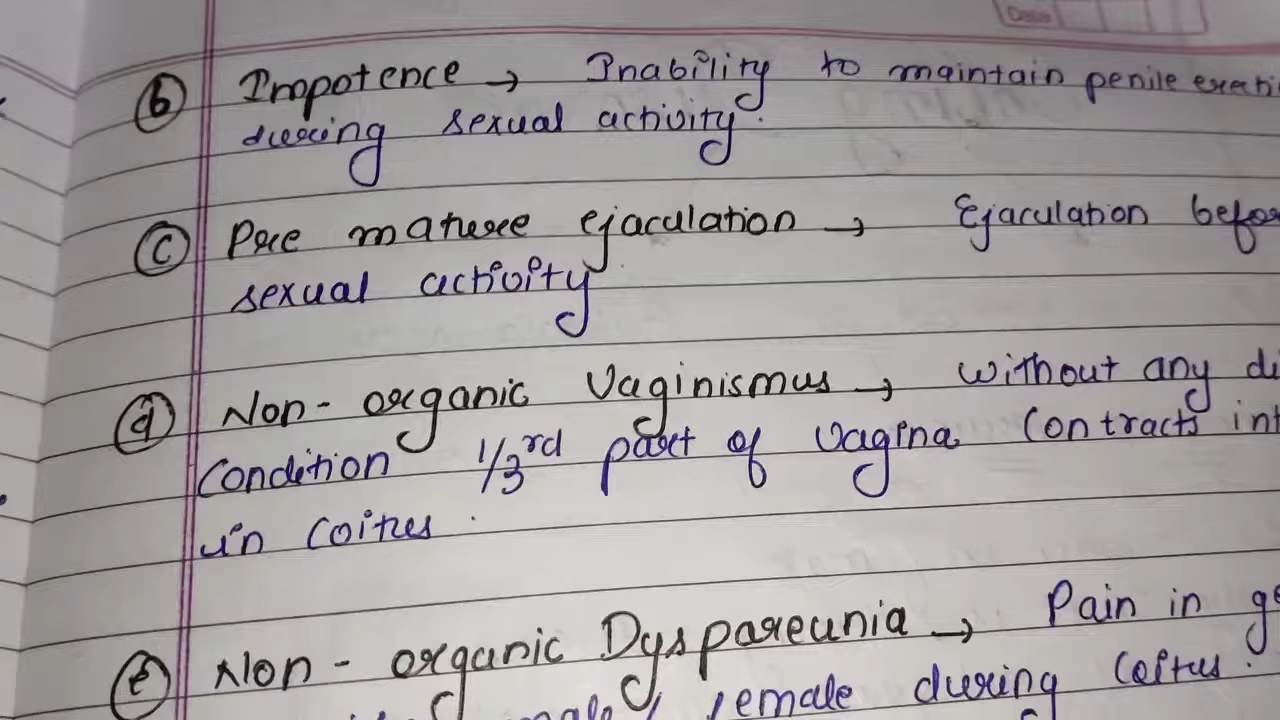 Date
b Impotence → Inability to maintain penile
during sexual activity.
c Pre mature ejaculation → Ejaculation
sexual activity
d Non-organic Vaginismus → without any
condition 1/3rd part of vagina contracts
in coitus.
e Non-organic Dyspareunia → Pain in
female during coitus.